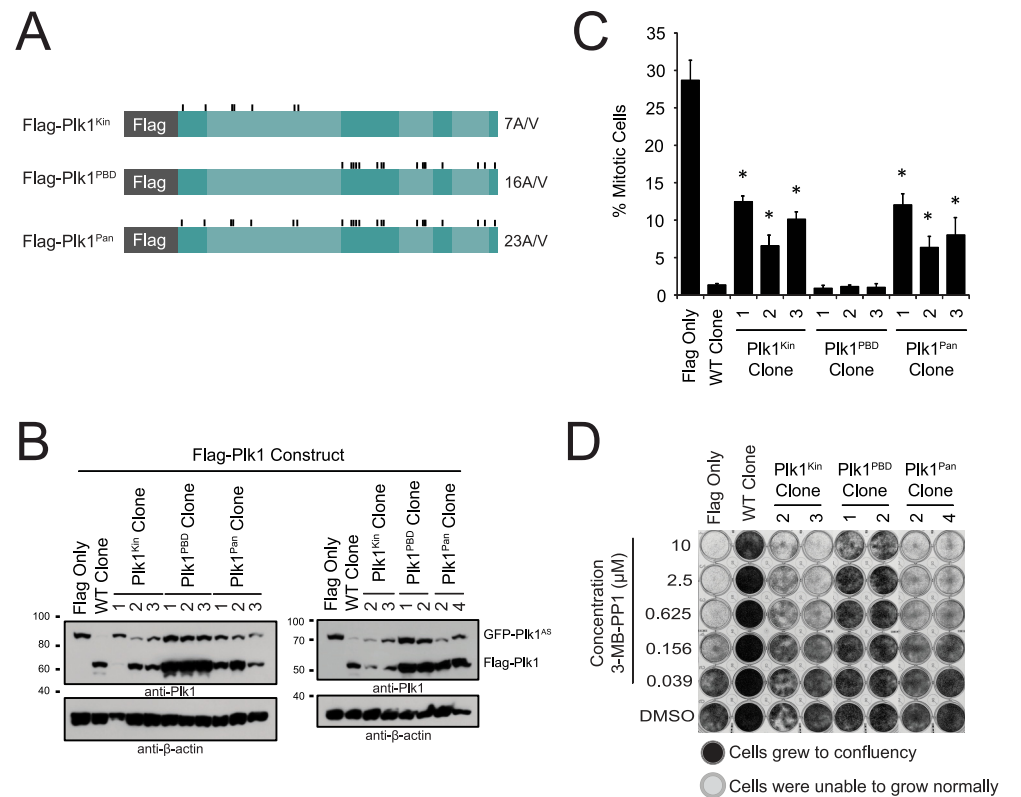 A
Flag-Plk1Kin Flag 7A/V
Flag-Plk1PBD Flag 16A/V
Flag-Plk1Pan Flag 23A/V
C
% Mitotic Cells
35
30
25
20
15
10
5
0
* * * * * *
Flag Only
WT Clone
1 2 3 1 2 3 1 2 3
Plk1Kin Clone
Plk1PBD Clone
Plk1Pan Clone
B
Flag-Plk1 Construct
Flag Only
WT Clone
Plk1Kin Clone
Plk1PBD Clone
Plk1Pan Clone
1 2 3 1 2 3 1 2 3
100
80
60
40
anti-Plk1
anti-β-actin
Flag Only
WT Clone
Plk1Kin Clone
Plk1PBD Clone
Plk1Pan Clone
2 3 1 2 2 4
100
70
50
40
GFP-Plk1AS
Flag-Plk1
anti-Plk1
anti-β-actin
D
Flag Only
WT Clone
Plk1Kin Clone
Plk1PBD Clone
Plk1Pan Clone
2 3 1 2 2 4
Concentration
3-MB-PP1 (μM)
10
2.5
0.625
0.156
0.039
DMSO
Cells grew to confluency
Cells were unable to grow normally